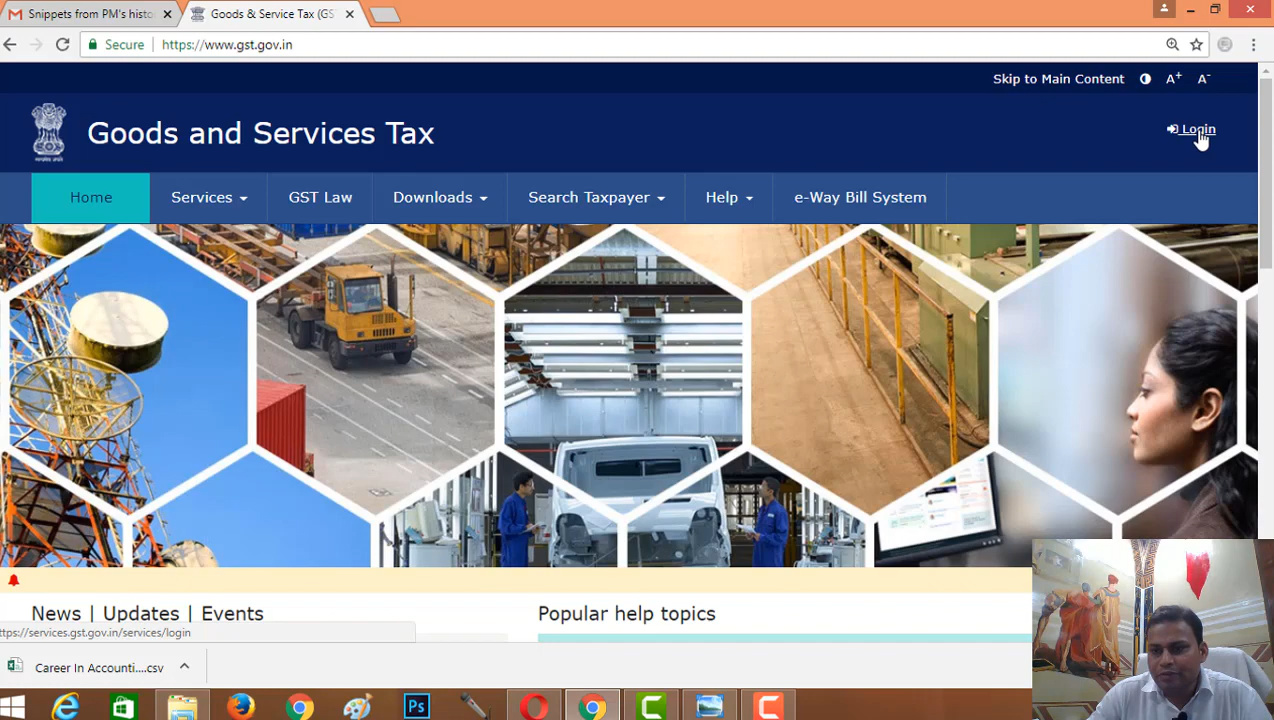 Snippets from PM's histo
Goods & Service Tax (GS
Secure
https://www.gst.gov.in
Skip to Main Content
A+
A-
Goods and Services Tax
Login
Home
Services
GST Law
Downloads
Search Taxpayer
Help
e-Way Bill System
News | Updates | Events
Popular help topics
ttps://services.gst.gov.in/services/login
Career In Accounti....csv
Ps